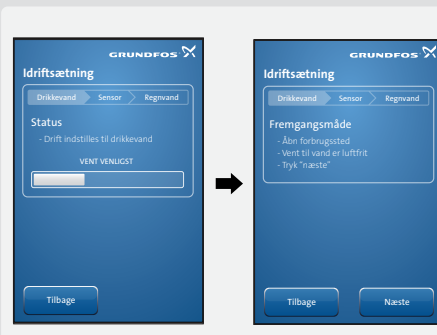 GRUNDFOS
Idriftsætning
Drikkevand Sensor Regnvand
Status
- Drift indstilles til drikkevand
VENT VENLIGST
Tilbage
GRUNDFOS
Idriftsætning
Drikkevand Sensor Regnvand
Fremgangsmåde
- Åbn forbrugssted
- Vent til vand er luftfrit
- Tryk "næste"
Tilbage Næste